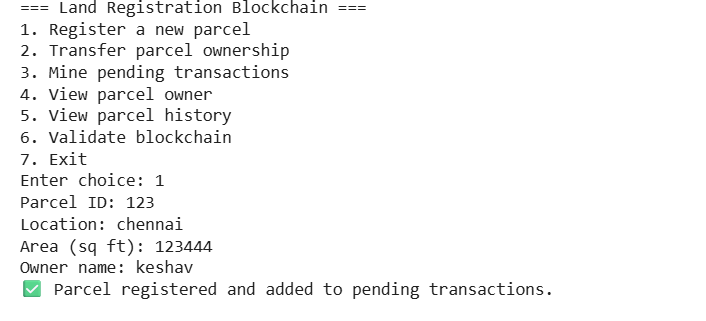 === Land Registration Blockchain ===
1. Register a new parcel
2. Transfer parcel ownership
3. Mine pending transactions
4. View parcel owner
5. View parcel history
6. Validate blockchain
7. Exit
Enter choice: 1
Parcel ID: 123
Location: chennai
Area (sq ft): 123444
Owner name: keshav
✅ Parcel registered and added to pending transactions.